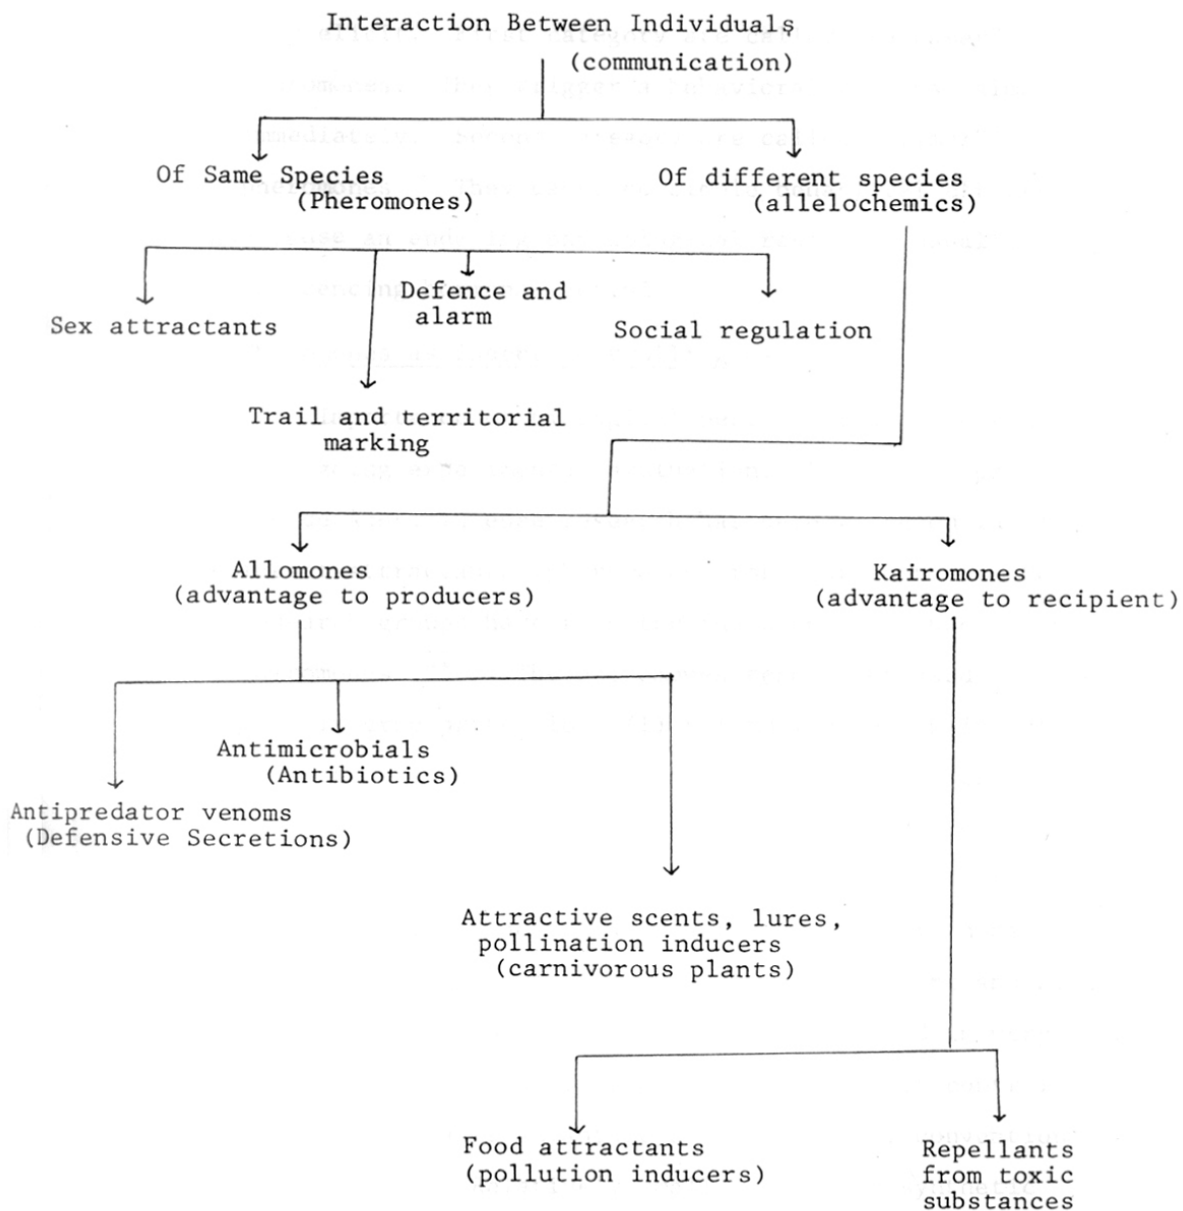 Interaction Between Individuals
(communication)
Of Same Species
(Pheromones)
Of different species
(allelochemics)
Sex attractants
Defence and
alarm
Social regulation
Trail and territorial
marking
Allomones
(advantage to producers)
Kairomones
(advantage to recipient)
Antimicrobials
(Antibiotics)
Antipredator venoms
(Defensive Secretions)
Attractive scents, lures,
pollination inducers
(carnivorous plants)
Food attractants
(pollution inducers)
Repellants
from toxic
substances